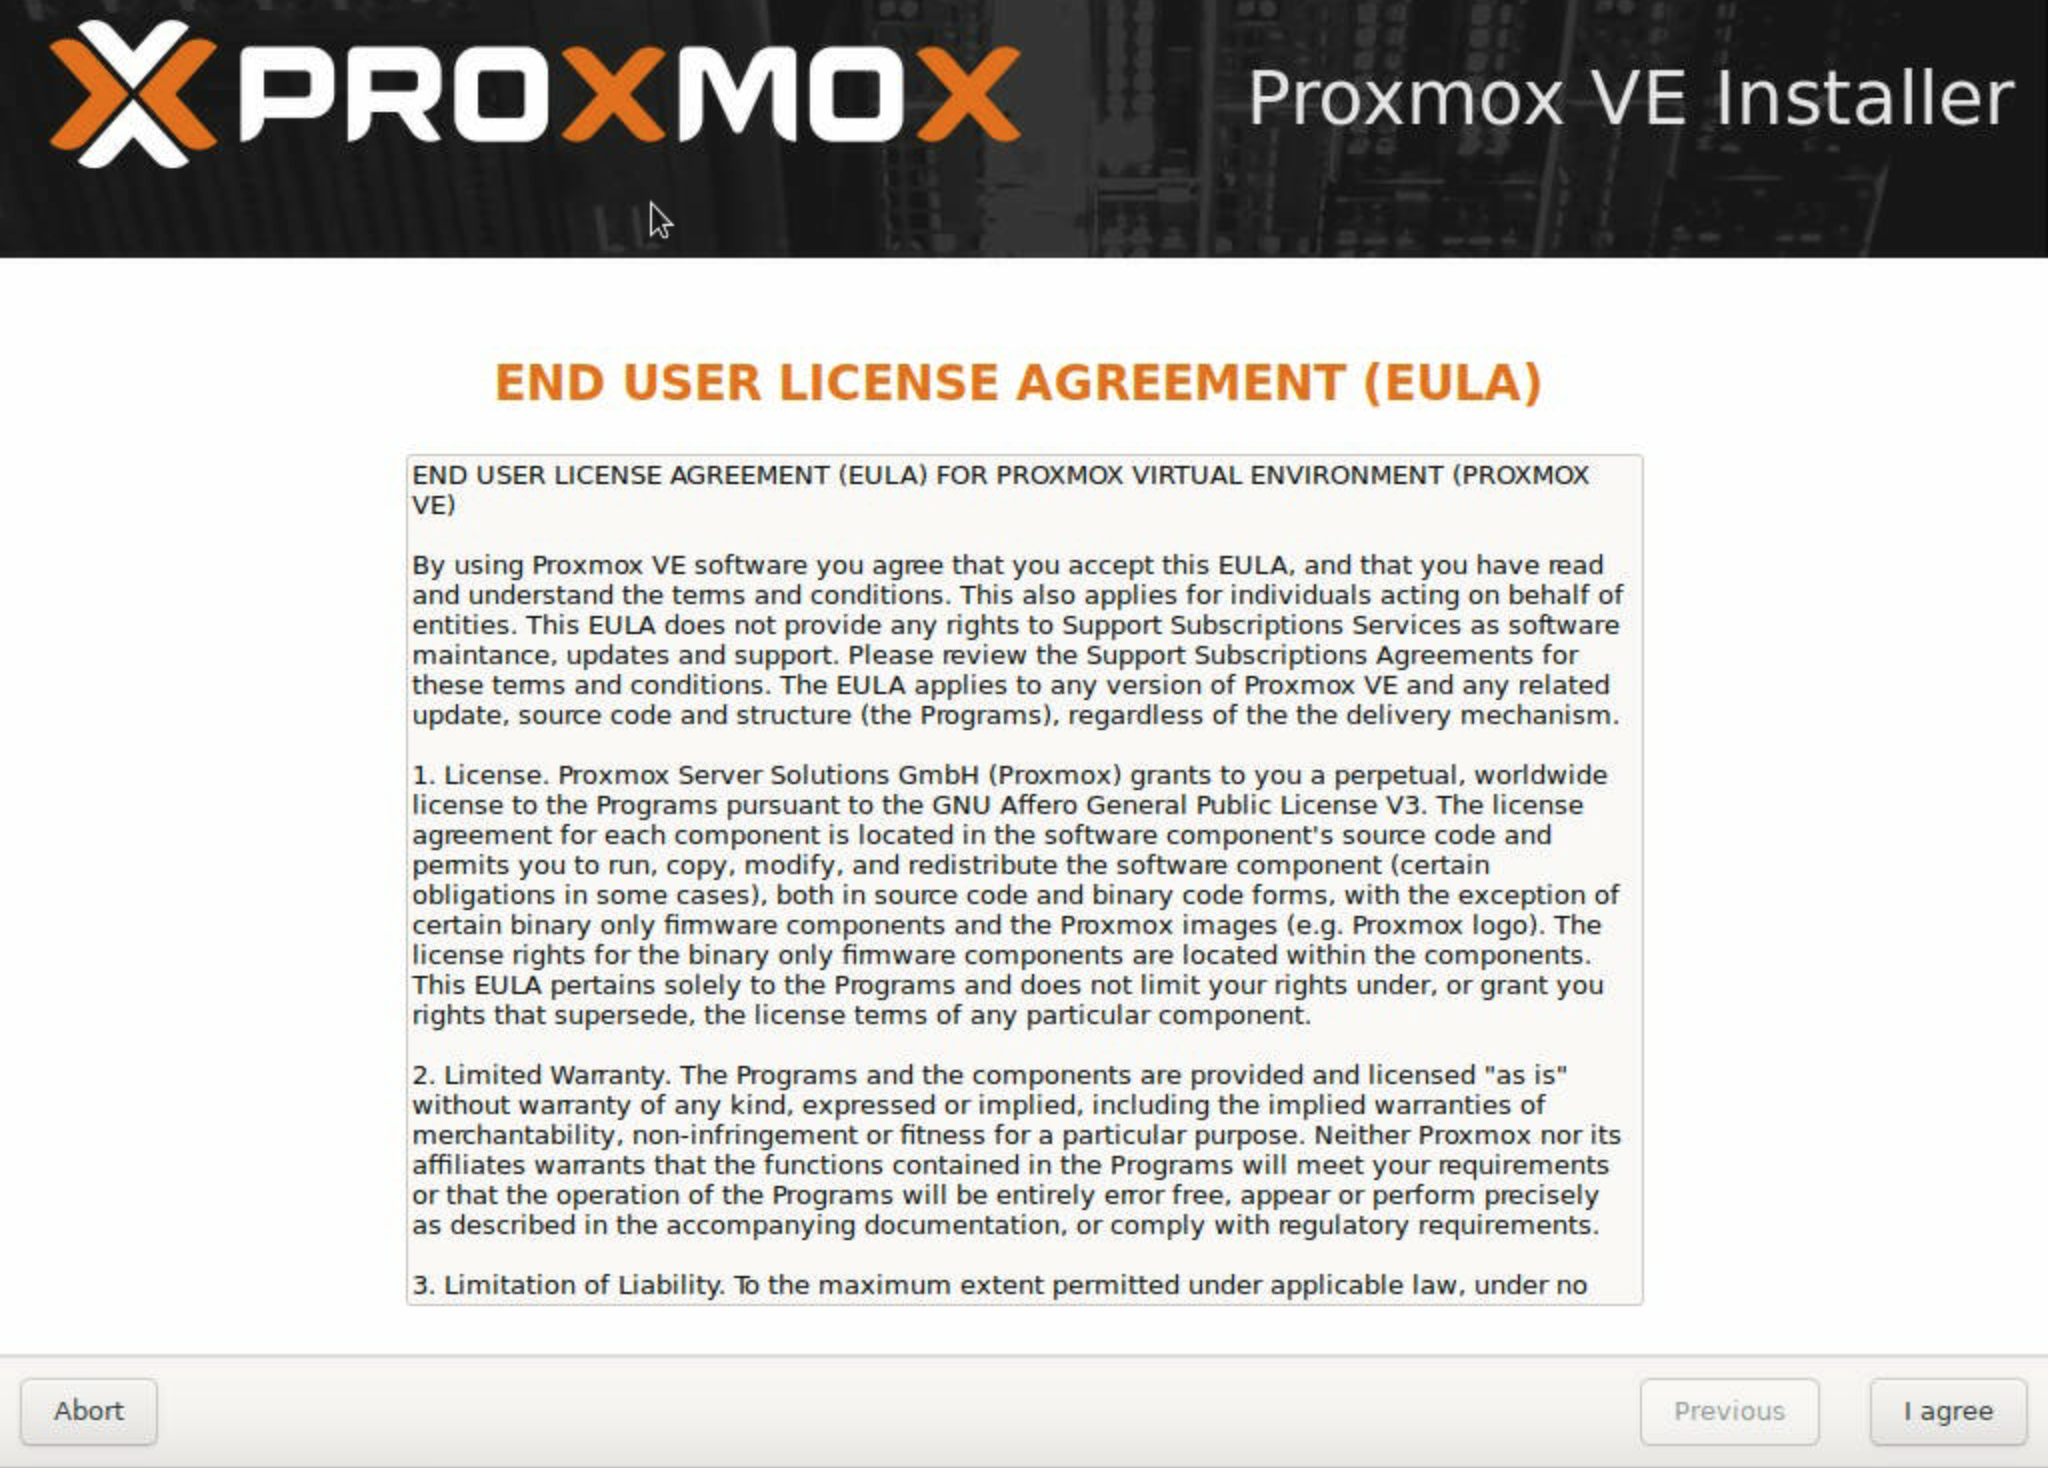 PROXMOX
Proxmox VE Installer
END USER LICENSE AGREEMENT (EULA)
END USER LICENSE AGREEMENT (EULA) FOR PROXMOX VIRTUAL ENVIRONMENT (PROXMOX
VE)
By using Proxmox VE software you agree that you accept this EULA, and that you have read
and understand the terms and conditions. This also applies for individuals acting on behalf of
entities. This EULA does not provide any rights to Support Subscriptions Services as software
maintance, updates and support. Please review the Support Subscriptions Agreements for
these terms and conditions. The EULA applies to any version of Proxmox VE and any related
update, source code and structure (the Programs), regardless of the the delivery mechanism.
1. License. Proxmox Server Solutions GmbH (Proxmox) grants to you a perpetual, worldwide
license to the Programs pursuant to the GNU Affero General Public License V3. The license
agreement for each component is located in the software component's source code and
permits you to run, copy, modify, and redistribute the software component (certain
obligations in some cases), both in source code and binary code forms, with the exception of
certain binary only firmware components and the Proxmox images (e.g. Proxmox logo). The
license rights for the binary only firmware components are located within the components.
This EULA pertains solely to the Programs and does not limit your rights under, or grant you
rights that supersede, the license terms of any particular component.
2. Limited Warranty. The Programs and the components are provided and licensed "as is"
without warranty of any kind, expressed or implied, including the implied warranties of
merchantability, non-infringement or fitness for a particular purpose. Neither Proxmox nor its
affiliates warrants that the functions contained in the Programs will meet your requirements
or that the operation of the Programs will be entirely error free, appear or perform precisely
as described in the accompanying documentation, or comply with regulatory requirements.
3. Limitation of Liability. To the maximum extent permitted under applicable law, under no
Abort
Previous
I agree